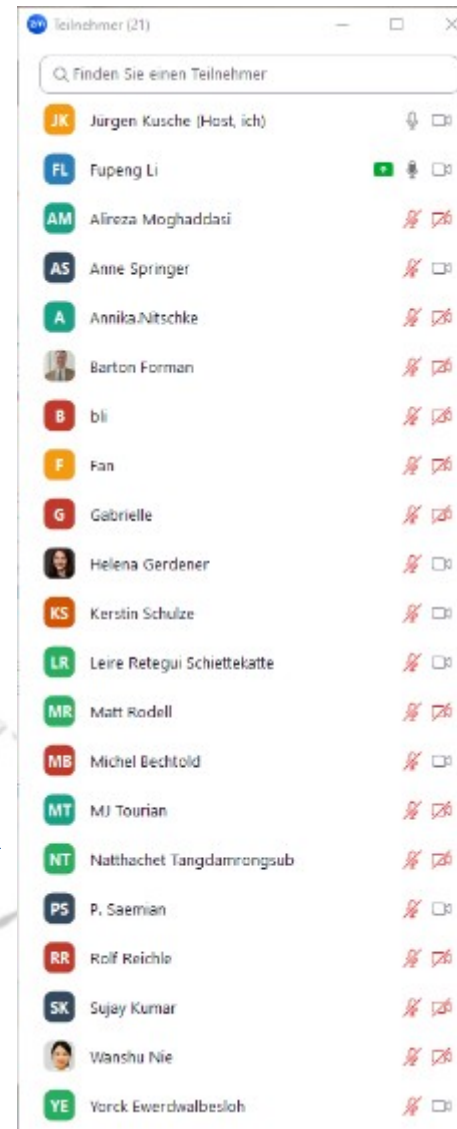 zm Teilnehmer (21)
Finden Sie einen Teilnehmer
JK Jürgen Kusche (Host, ich)
FL Fupeng Li
AM Alireza Moghaddasi
AS Anne Springer
A Annika.Nitschke
Barton Forman
B bli
F Fan
G Gabrielle
Helena Gerdener
KS Kerstin Schulze
LR Leire Retegui Schiettekatte
MR Matt Rodell
MB Michel Bechtold
MT MJ Tourian
NT Natthachet Tangdamrongsub
PS P. Saemian
RR Rolf Reichle
SK Sujay Kumar
Wanshu Nie
YE Yorck Ewerdwalbesloh